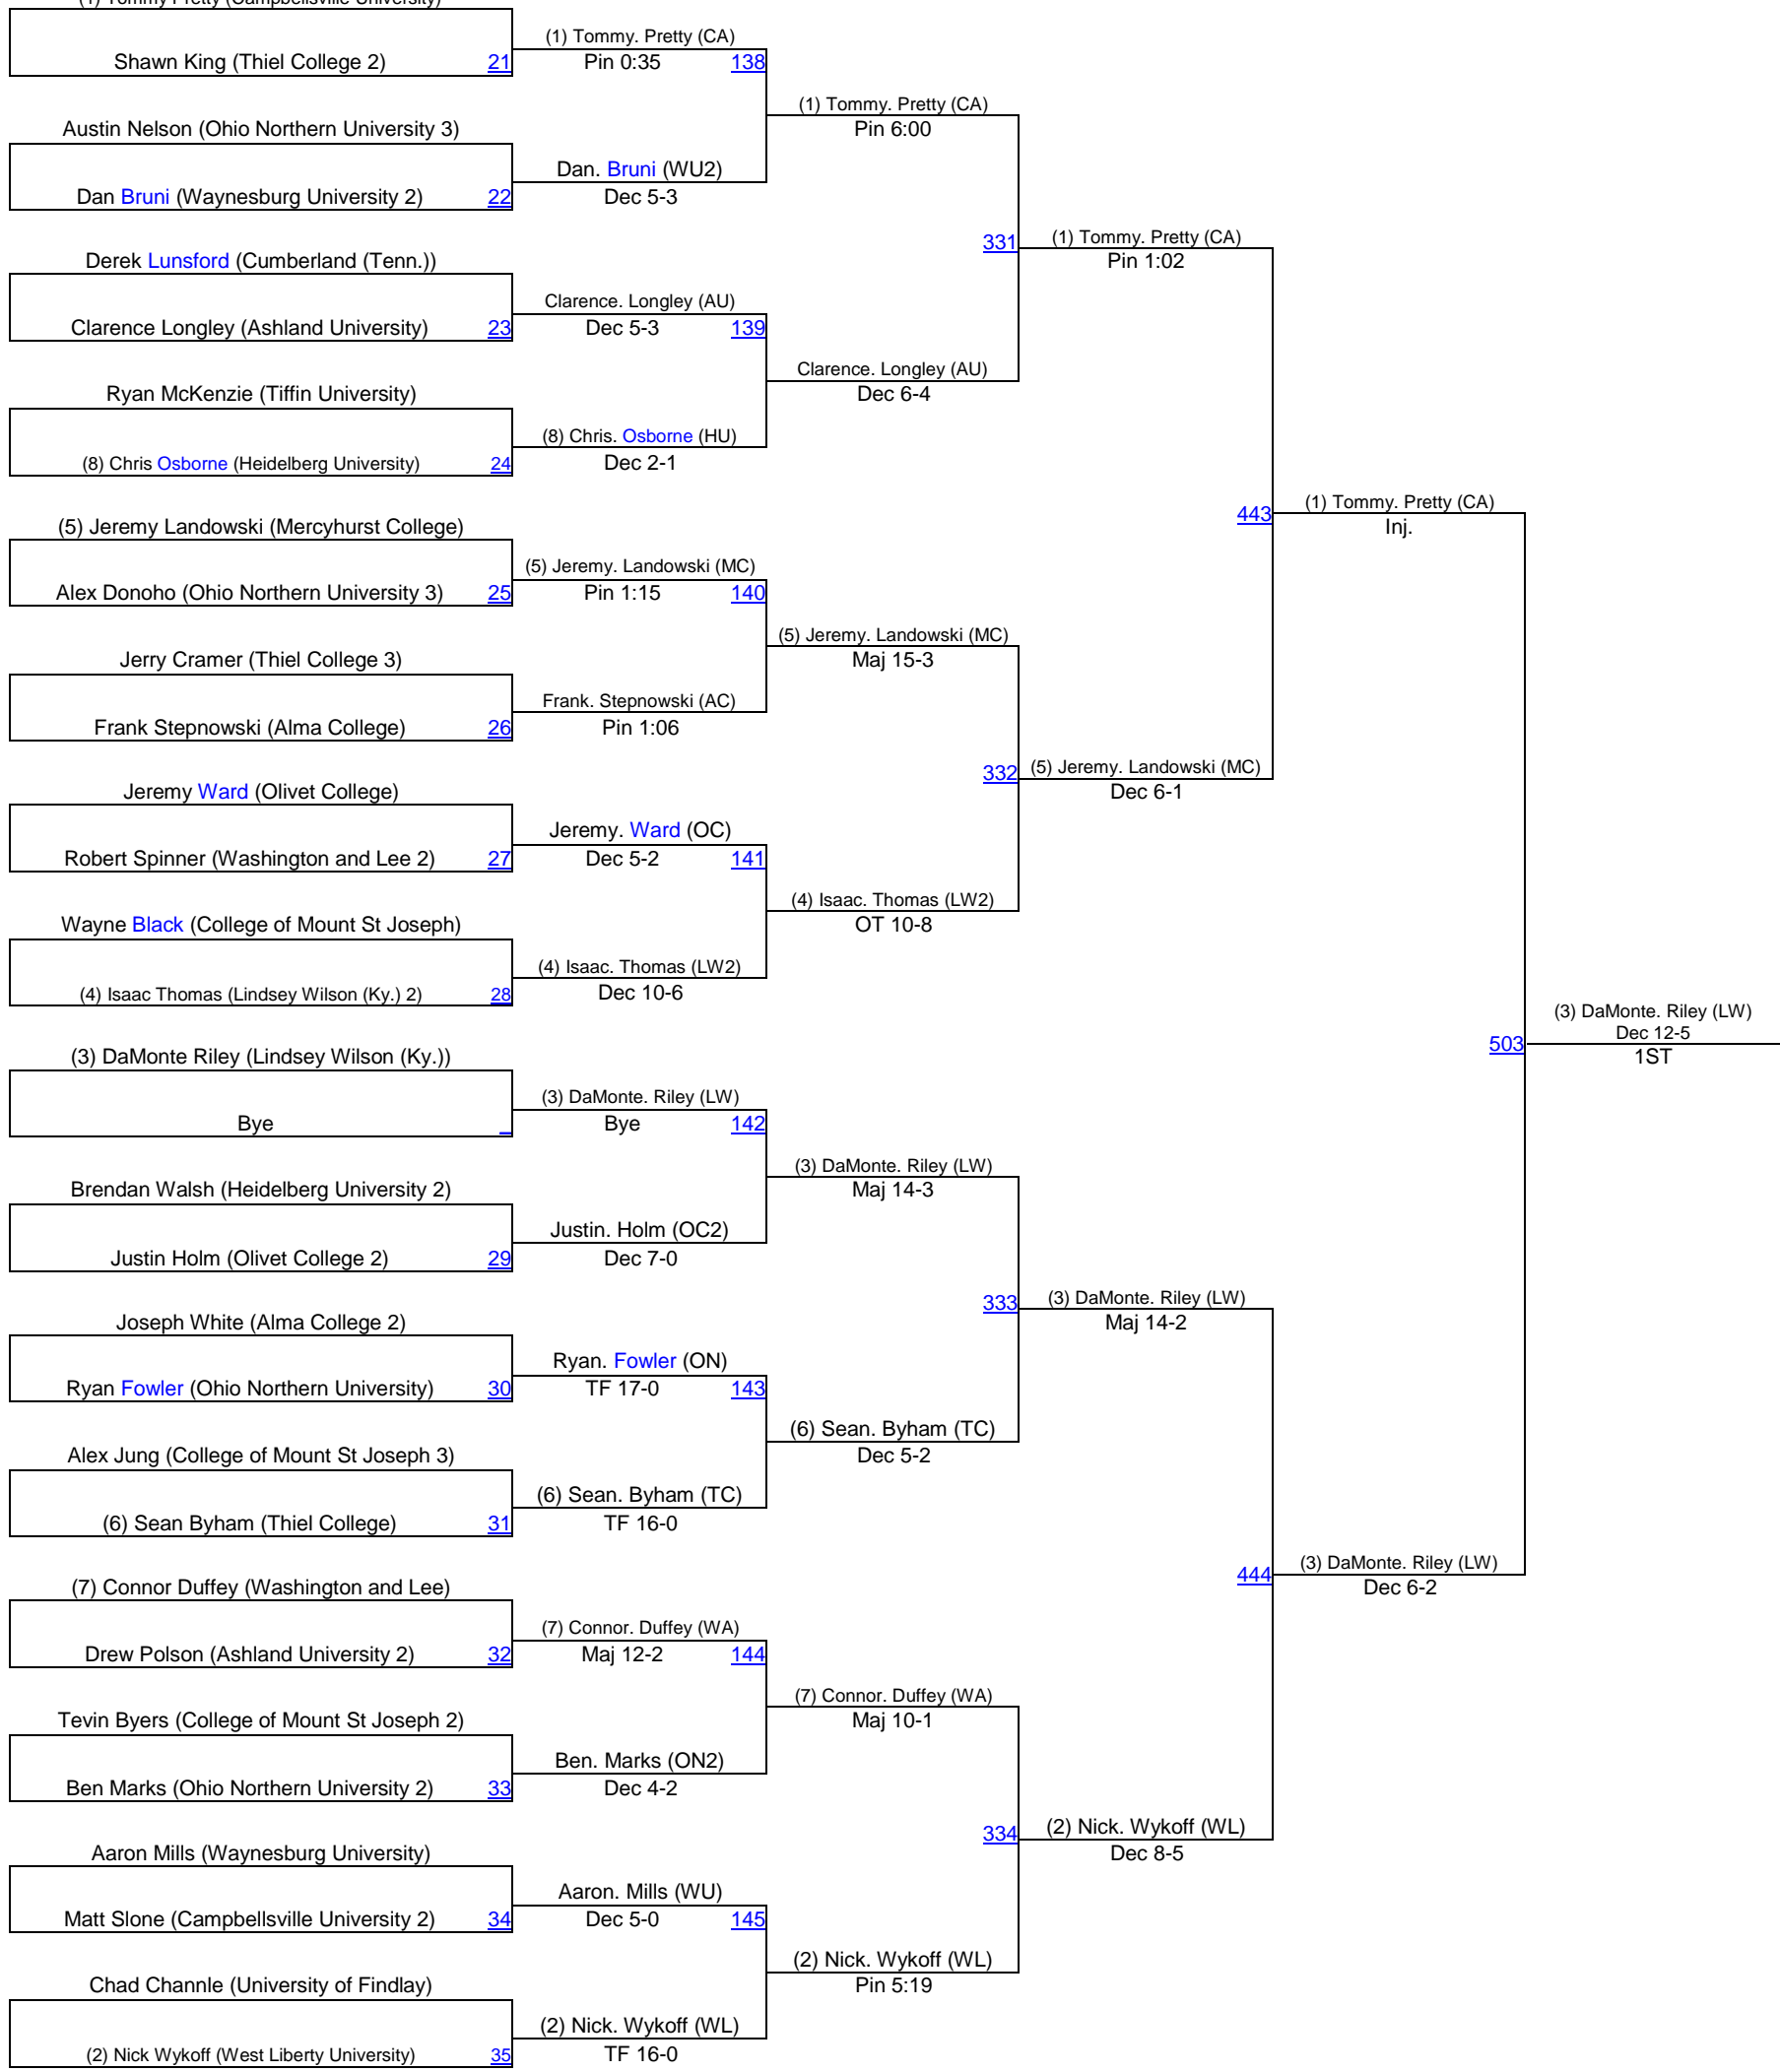 (1) Tommy Pretty (Campbellsville University)
Shawn King (Thiel College 2) 21
Austin Nelson (Ohio Northern University 3)
Dan Bruni (Waynesburg University 2) 22
Derek Lunsford (Cumberland (Tenn.))
Clarence Longley (Ashland University) 23
Ryan McKenzie (Tiffin University)
(8) Chris Osborne (Heidelberg University) 24
(5) Jeremy Landowski (Mercyhurst College)
Alex Donoho (Ohio Northern University 3) 25
Jerry Cramer (Thiel College 3)
Frank Stepnowski (Alma College) 26
Jeremy Ward (Olivet College)
Robert Spinner (Washington and Lee 2) 27
Wayne Black (College of Mount St Joseph)
(4) Isaac Thomas (Lindsey Wilson (Ky.) 2) 28
(3) DaMonte Riley (Lindsey Wilson (Ky.))
Bye _
Brendan Walsh (Heidelberg University 2)
Justin Holm (Olivet College 2) 29
Joseph White (Alma College 2)
Ryan Fowler (Ohio Northern University) 30
Alex Jung (College of Mount St Joseph 3)
(6) Sean Byham (Thiel College) 31
(7) Connor Duffey (Washington and Lee)
Drew Polson (Ashland University 2) 32
Tevin Byers (College of Mount St Joseph 2)
Ben Marks (Ohio Northern University 2) 33
Aaron Mills (Waynesburg University)
Matt Slone (Campbellsville University 2) 34
Chad Channle (University of Findlay)
(2) Nick Wykoff (West Liberty University) 35
(1) Tommy. Pretty (CA)
Pin 0:35 138
Dan. Bruni (WU2)
Dec 5-3
Clarence. Longley (AU)
Dec 5-3 139
(8) Chris. Osborne (HU)
Dec 2-1
(5) Jeremy. Landowski (MC)
Pin 1:15 140
Frank. Stepnowski (AC)
Pin 1:06
Jeremy. Ward (OC)
Dec 5-2 141
(4) Isaac. Thomas (LW2)
Dec 10-6
(3) DaMonte. Riley (LW)
Bye 142
Justin. Holm (OC2)
Dec 7-0
Ryan. Fowler (ON)
TF 17-0 143
(6) Sean. Byham (TC)
TF 16-0
(7) Connor. Duffey (WA)
Maj 12-2 144
Ben. Marks (ON2)
Dec 4-2
Aaron. Mills (WU)
Dec 5-0 145
(2) Nick. Wykoff (WL)
TF 16-0
(1) Tommy. Pretty (CA)
Pin 6:00
331
Clarence. Longley (AU)
Dec 6-4
(5) Jeremy. Landowski (MC)
Maj 15-3
332
(4) Isaac. Thomas (LW2)
OT 10-8
(3) DaMonte. Riley (LW)
Maj 14-3
333
(6) Sean. Byham (TC)
Dec 5-2
(7) Connor. Duffey (WA)
Maj 10-1
334
(2) Nick. Wykoff (WL)
Pin 5:19
(1) Tommy. Pretty (CA)
Pin 1:02
443
(5) Jeremy. Landowski (MC)
Dec 6-1
(3) DaMonte. Riley (LW)
Maj 14-2
444
(2) Nick. Wykoff (WL)
Dec 8-5
(1) Tommy. Pretty (CA)
Inj.
503
(3) DaMonte. Riley (LW)
Dec 6-2
(3) DaMonte. Riley (LW)
Dec 12-5
1ST